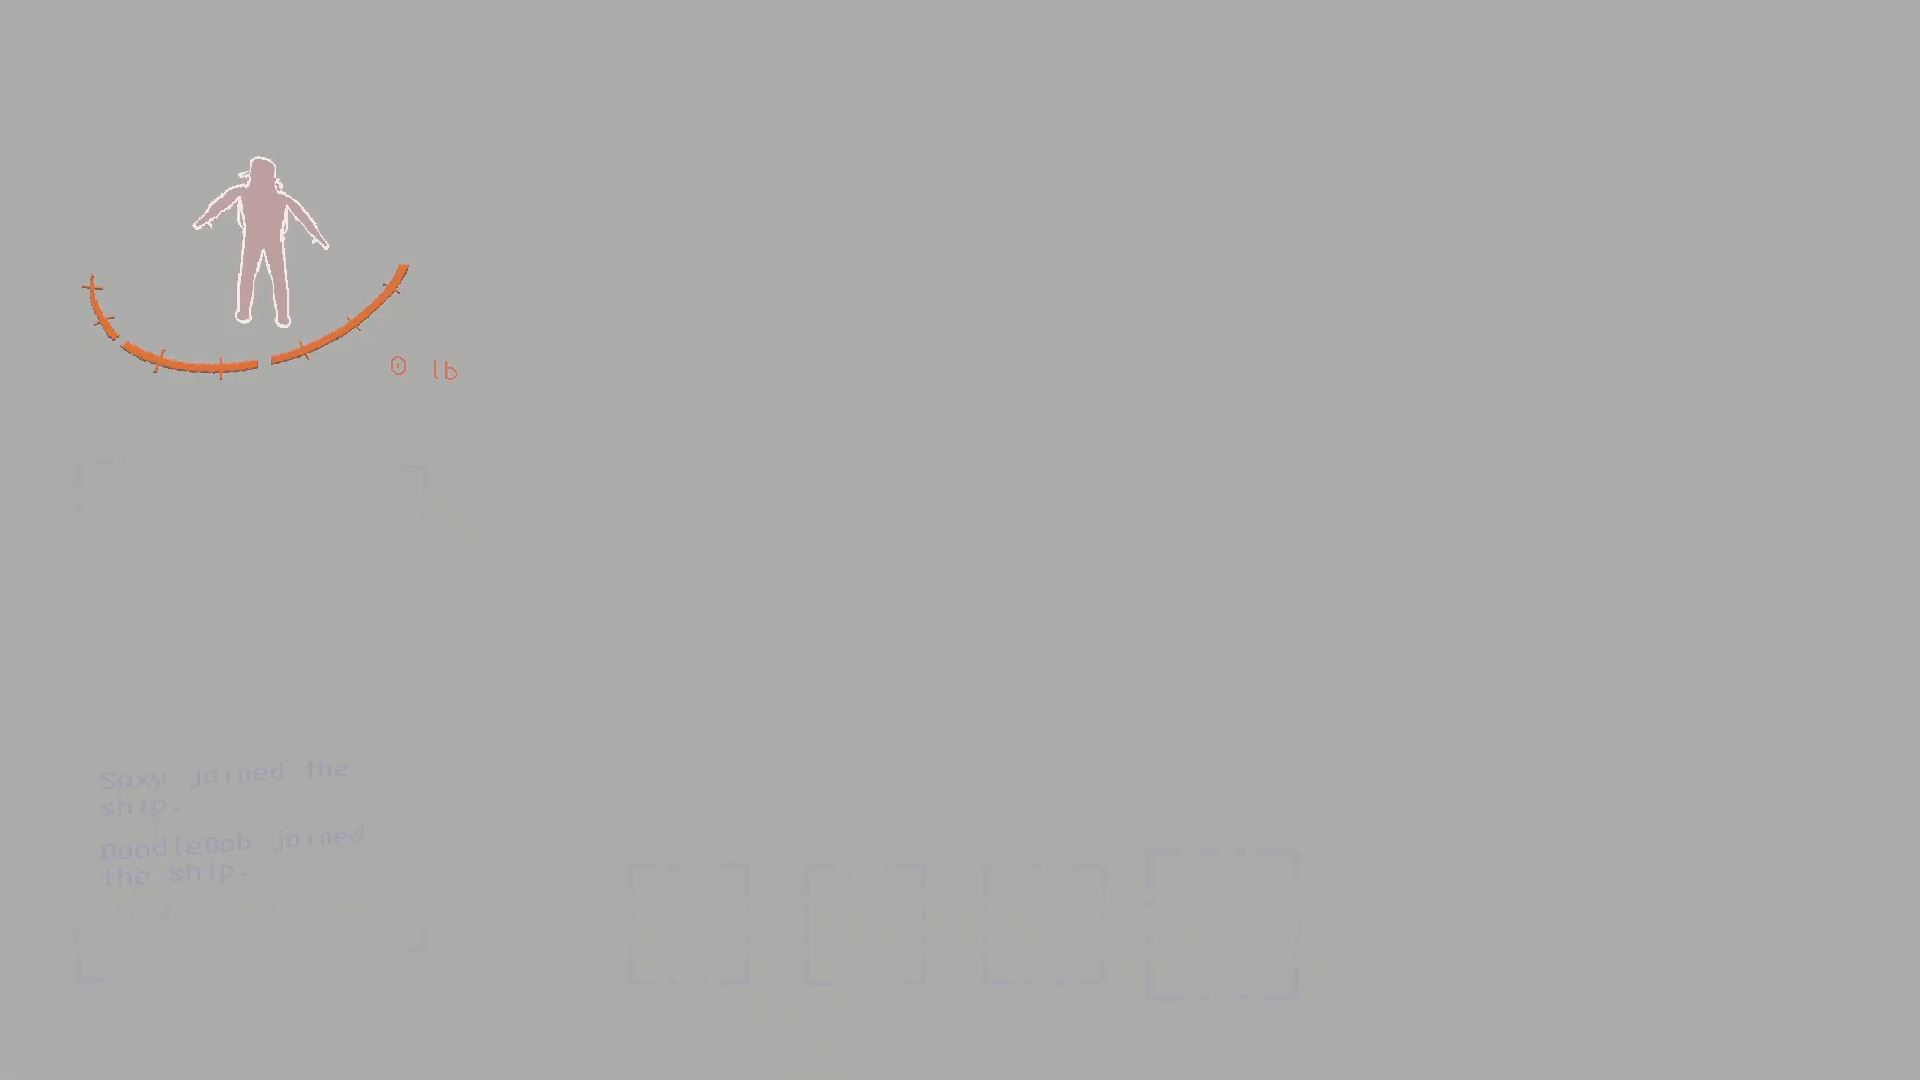 0 lb
Soxy joined the
ship.
DoodleBob joined
the ship.